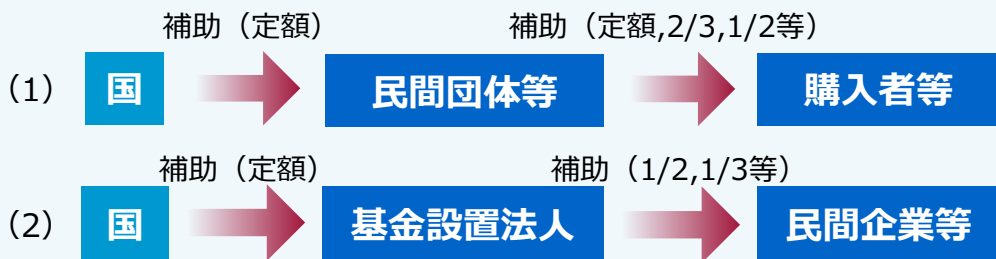 補助（定額） 補助（定額,2/3,1/2等）
（1） 国 民間団体等 購入者等
補助（定額） 補助（1/2,1/3等）
（2） 国 基金設置法人 民間企業等